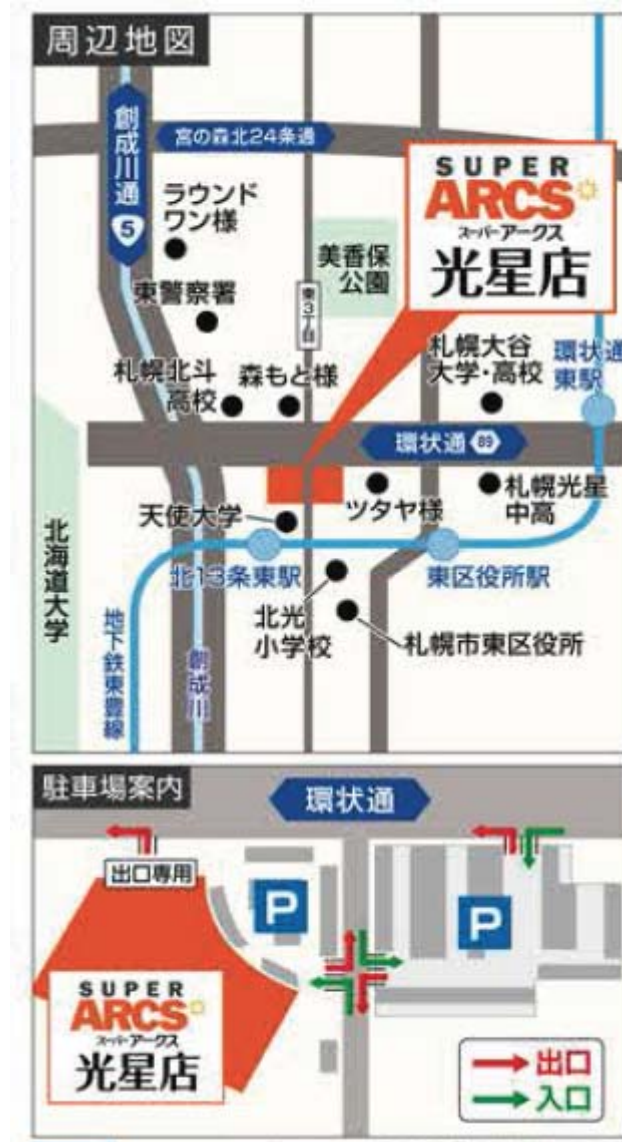 周辺地図
創成川通
5
宮の森北24条通
ラウンド
ワン様
東警察署
札幌北斗
高校
森もと様
東3丁目
美香保
公園
SUPER
ARCS
スーパーアークス
光星店
札幌大谷
大学・高校
環状通
東駅
環状通 89
天使大学
ツタヤ様
札幌光星
中高
北海道大学
北13条東駅
東区役所駅
北光
小学校
札幌市東区役所
地下鉄東豊線
創成川
駐車場案内
環状通
出口専用
P
P
SUPER
ARCS
スーパーアークス
光星店
出口
入口